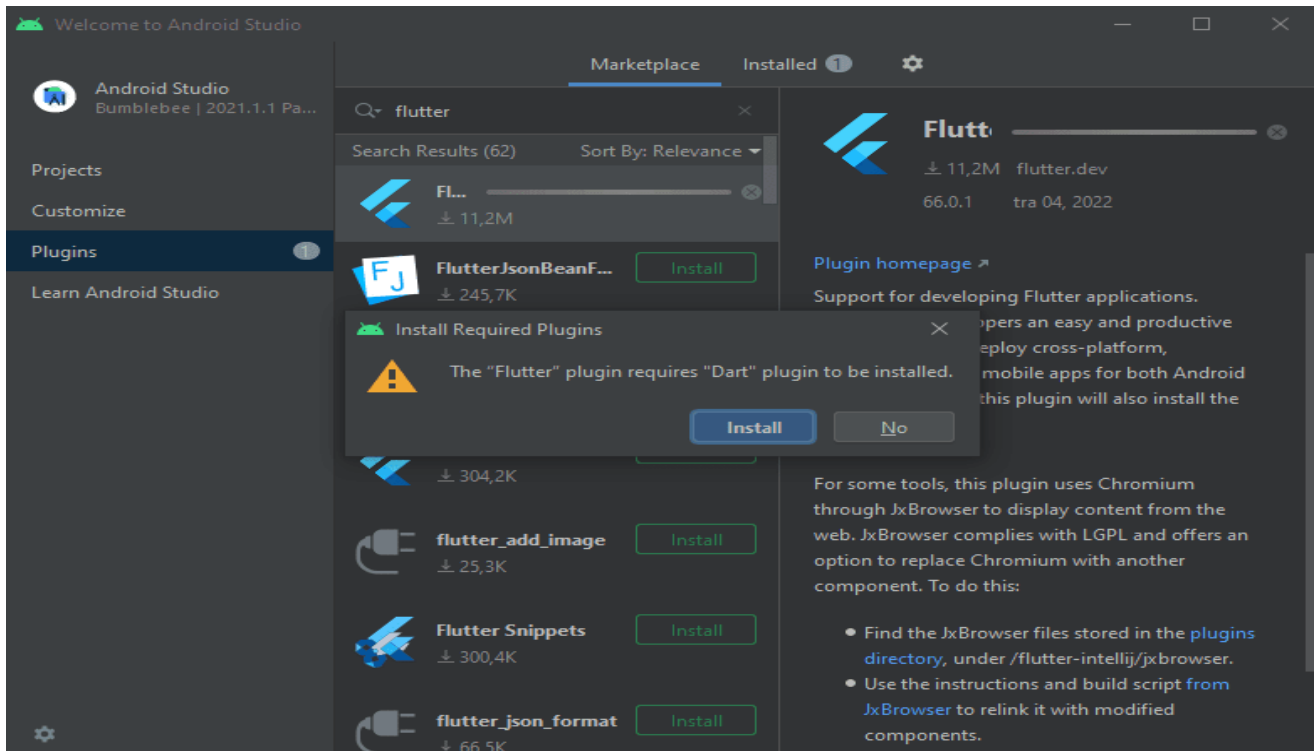 Welcome to Android Studio
Android Studio
Bumblebee | 2021.1.1 Pa...
Projects
Customize
Plugins 1
Learn Android Studio
Marketplace Installed 1
flutter
Search Results (62) Sort By: Relevance
Fl...
11,2M
FlutterJsonBeanF... Install
245,7K
304,2K
flutter_add_image Install
25,3K
Flutter Snippets Install
300,4K
flutter_json_format Install
66,5K
Install Required Plugins
The "Flutter" plugin requires "Dart" plugin to be installed.
Install No
Flutt
11,2M flutter.dev
66.0.1 tra 04, 2022
Plugin homepage ↗
Support for developing Flutter applications.
opers an easy and productive
eploy cross-platform,
mobile apps for both Android
this plugin will also install the
For some tools, this plugin uses Chromium
through JxBrowser to display content from the
web. JxBrowser complies with LGPL and offers an
option to replace Chromium with another
component. To do this:
• Find the JxBrowser files stored in the plugins
directory, under /flutter-intellij/jxbrowser.
• Use the instructions and build script from
JxBrowser to relink it with modified
components.